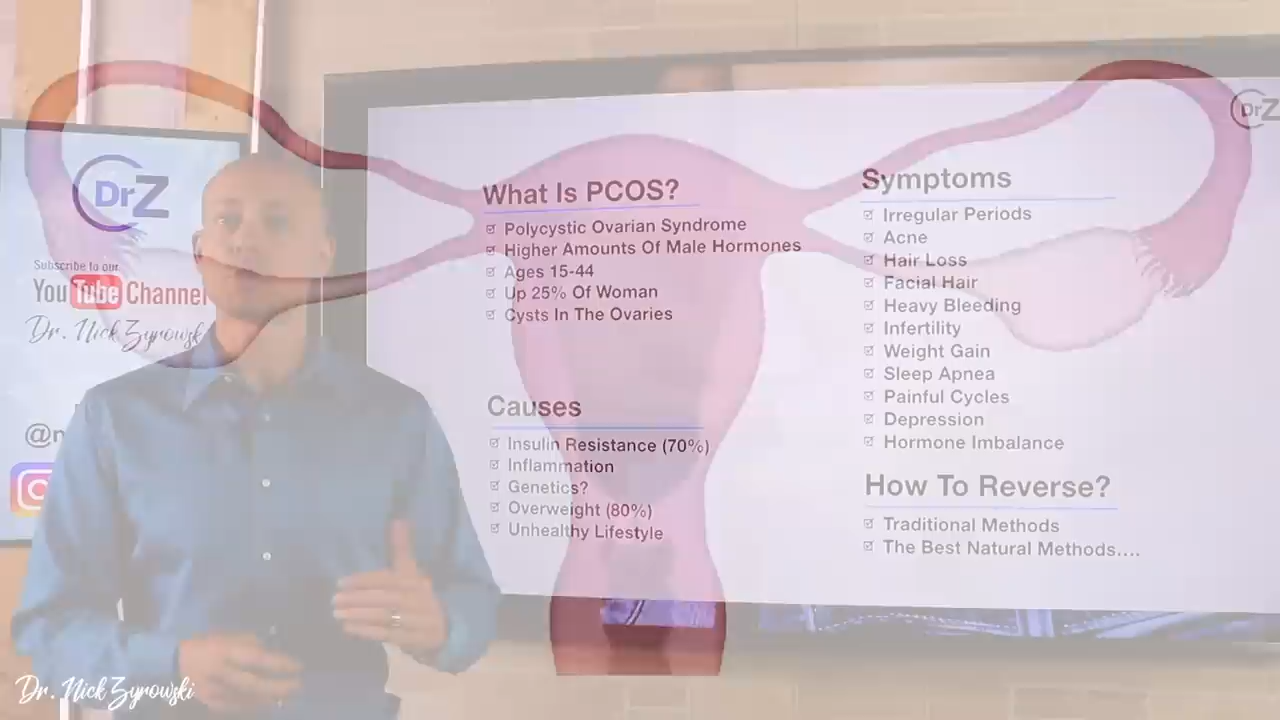 DrZ
Subscribe to our
YouTube Channel
Dr. Nick Zyrowski
What Is PCOS?
Polycystic Ovarian Syndrome
Higher Amounts Of Male Hormones
Ages 15-44
Up 25% Of Woman
Cysts In The Ovaries
Causes
Insulin Resistance (70%)
Inflammation
Genetics?
Overweight (80%)
Unhealthy Lifestyle
DrZ
Symptoms
Irregular Periods
Acne
Hair Loss
Facial Hair
Heavy Bleeding
Infertility
Weight Gain
Sleep Apnea
Painful Cycles
Depression
Hormone Imbalance
How To Reverse?
Traditional Methods
The Best Natural Methods....
Dr. Nick Zyrowski